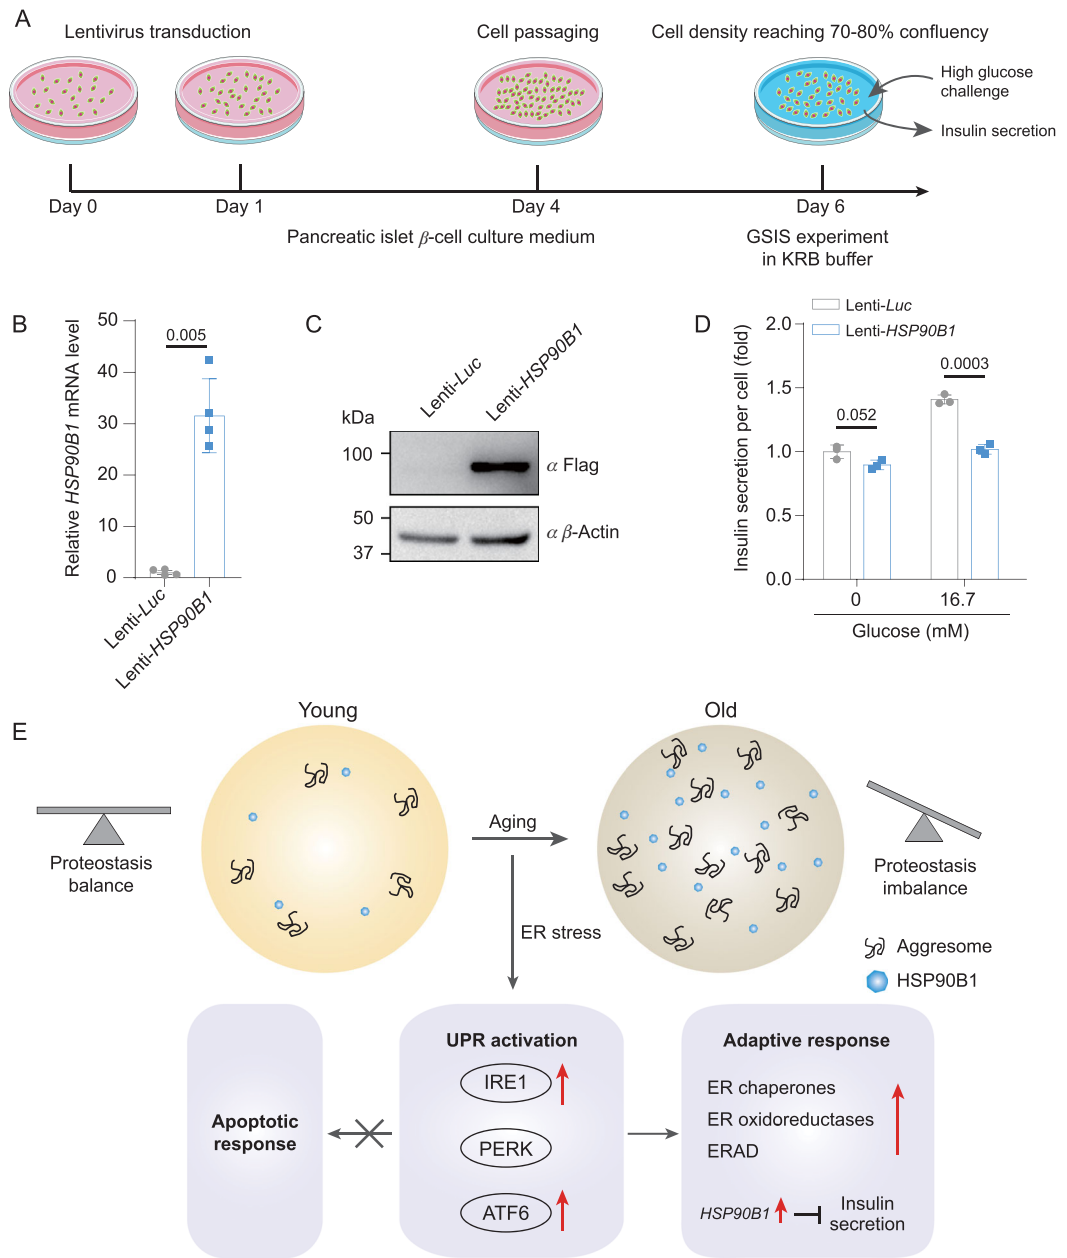 A
Lentivirus transduction
Cell passaging
Cell density reaching 70-80% confluency
High glucose
challenge
Insulin secretion
Day 0
Day 1
Day 4
Day 6
Pancreatic islet β-cell culture medium
GSIS experiment
in KRB buffer
B
Relative HSP90B1 mRNA level
50
40
30
20
10
0
0.005
Lenti-Luc
Lenti-HSP90B1
C
Lenti-Luc
Lenti-HSP90B1
kDa
100
α Flag
50
37
α β-Actin
D
Lenti-Luc
Lenti-HSP90B1
Insulin secretion per cell (fold)
2.0
1.5
1.0
0.5
0.0
0.052
0.0003
0
16.7
Glucose (mM)
E
Young
Old
Proteostasis
balance
Aging
ER stress
Proteostasis
imbalance
Aggresome
HSP90B1
Apoptotic
response
UPR activation
IRE1
PERK
ATF6
Adaptive response
ER chaperones
ER oxidoreductases
ERAD
HSP90B1
Insulin
secretion